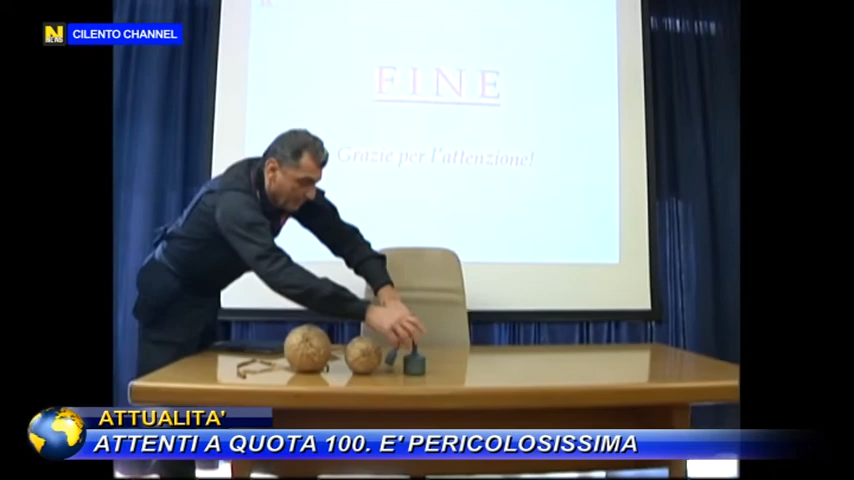 CILENTO CHANNEL
FINE
Grazie per l'attenzione!
ATTUALITA'
ATTENTI A QUOTA 100. E' PERICOLOSISSIMA